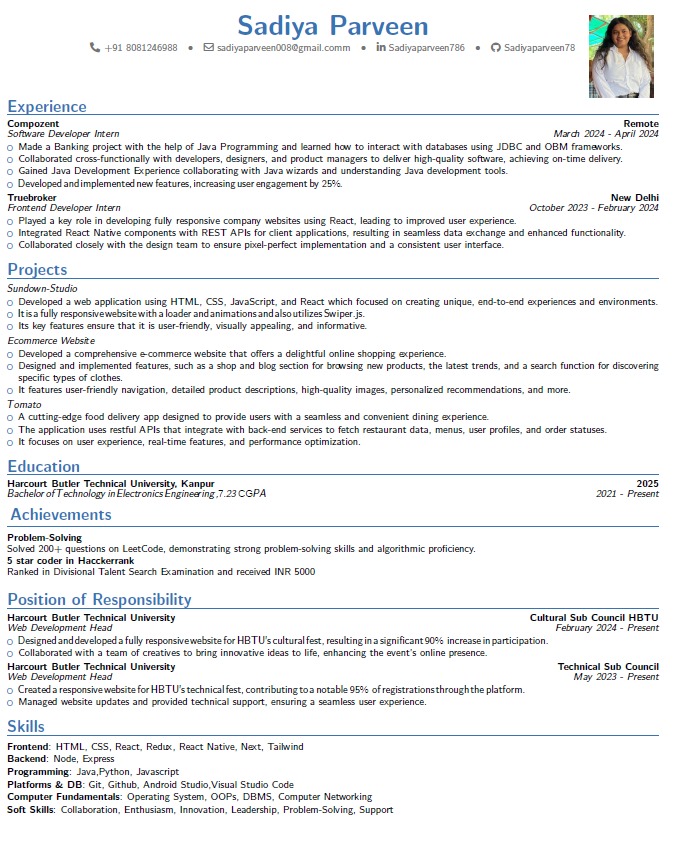 Sadiya Parveen
+91 8081246988 • sadiyaparveen008@gmail.comm • Sadiyaparveen786 • Sadiyaparveen78
Experience
Compozent Remote
Software Developer Intern March 2024 - April 2024
Made a Banking project with the help of Java Programming and learned how to interact with databases using JDBC and OBM frameworks.
Collaborated cross-functionally with developers, designers, and product managers to deliver high-quality software, achieving on-time delivery.
Gained Java Development Experience collaborating with Java wizards and understanding Java development tools.
Developed and implemented new features, increasing user engagement by 25%.
Truebroker New Delhi
Frontend Developer Intern October 2023 - February 2024
Played a key role in developing fully responsive company websites using React, leading to improved user experience.
Integrated React Native components with REST APIs for client applications, resulting in seamless data exchange and enhanced functionality.
Collaborated closely with the design team to ensure pixel-perfect implementation and a consistent user interface.
Projects
Sundown-Studio
Developed a web application using HTML, CSS, JavaScript, and React which focused on creating unique, end-to-end experiences and environments.
It is a fully responsive website with a loader and animations and also utilizes Swiper.js.
Its key features ensure that it is user-friendly, visually appealing, and informative.
Ecommerce Website
Developed a comprehensive e-commerce website that offers a delightful online shopping experience.
Designed and implemented features, such as a shop and blog section for browsing new products, the latest trends, and a search function for discovering
specific types of clothes.
It features user-friendly navigation, detailed product descriptions, high-quality images, personalized recommendations, and more.
Tomato
A cutting-edge food delivery app designed to provide users with a seamless and convenient dining experience.
The application uses restful APIs that integrate with back-end services to fetch restaurant data, menus, user profiles, and order statuses.
It focuses on user experience, real-time features, and performance optimization.
Education
Harcourt Butler Technical University, Kanpur 2025
Bachelor of Technology in Electronics Engineering ,7.23 CGPA 2021 - Present
Achievements
Problem-Solving
Solved 200+ questions on LeetCode, demonstrating strong problem-solving skills and algorithmic proficiency.
5 star coder in Hacckerrank
Ranked in Divisional Talent Search Examination and received INR 5000
Position of Responsibility
Harcourt Butler Technical University Cultural Sub Council HBTU
Web Development Head February 2024 - Present
Designed and developed a fully responsive website for HBTU's cultural fest, resulting in a significant 90% increase in participation.
Collaborated with a team of creatives to bring innovative ideas to life, enhancing the event's online presence.
Harcourt Butler Technical University Technical Sub Council
Web Development Head May 2023 - Present
Created a responsive website for HBTU's technical fest, contributing to a notable 95% of registrations through the platform.
Managed website updates and provided technical support, ensuring a seamless user experience.
Skills
Frontend: HTML, CSS, React, Redux, React Native, Next, Tailwind
Backend: Node, Express
Programming: Java,Python, Javascript
Platforms & DB: Git, Github, Android Studio,Visual Studio Code
Computer Fundamentals: Operating System, OOPs, DBMS, Computer Networking
Soft Skills: Collaboration, Enthusiasm, Innovation, Leadership, Problem-Solving, Support